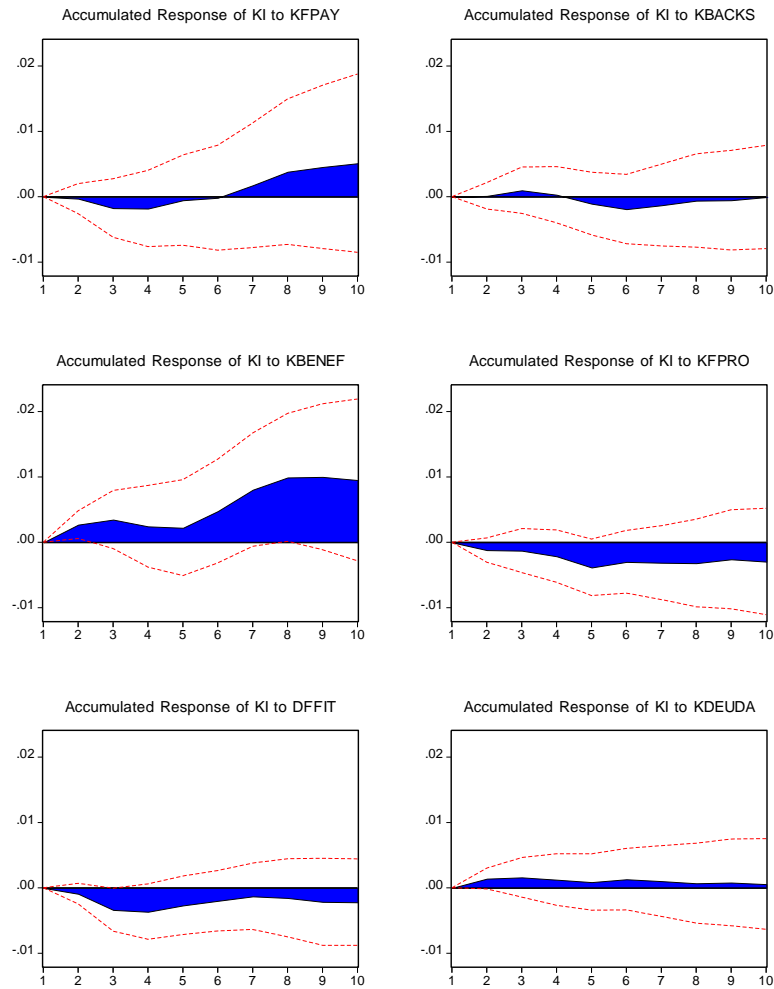 Accumulated Response of KI to KFPAY
.02
.01
.00
-.01
1 2 3 4 5 6 7 8 9 10
Accumulated Response of KI to KBACKS
.02
.01
.00
-.01
1 2 3 4 5 6 7 8 9 10
Accumulated Response of KI to KBENEF
.02
.01
.00
-.01
1 2 3 4 5 6 7 8 9 10
Accumulated Response of KI to KFPRO
.02
.01
.00
-.01
1 2 3 4 5 6 7 8 9 10
Accumulated Response of KI to DFFIT
.02
.01
.00
-.01
1 2 3 4 5 6 7 8 9 10
Accumulated Response of KI to KDEUDA
.02
.01
.00
-.01
1 2 3 4 5 6 7 8 9 10